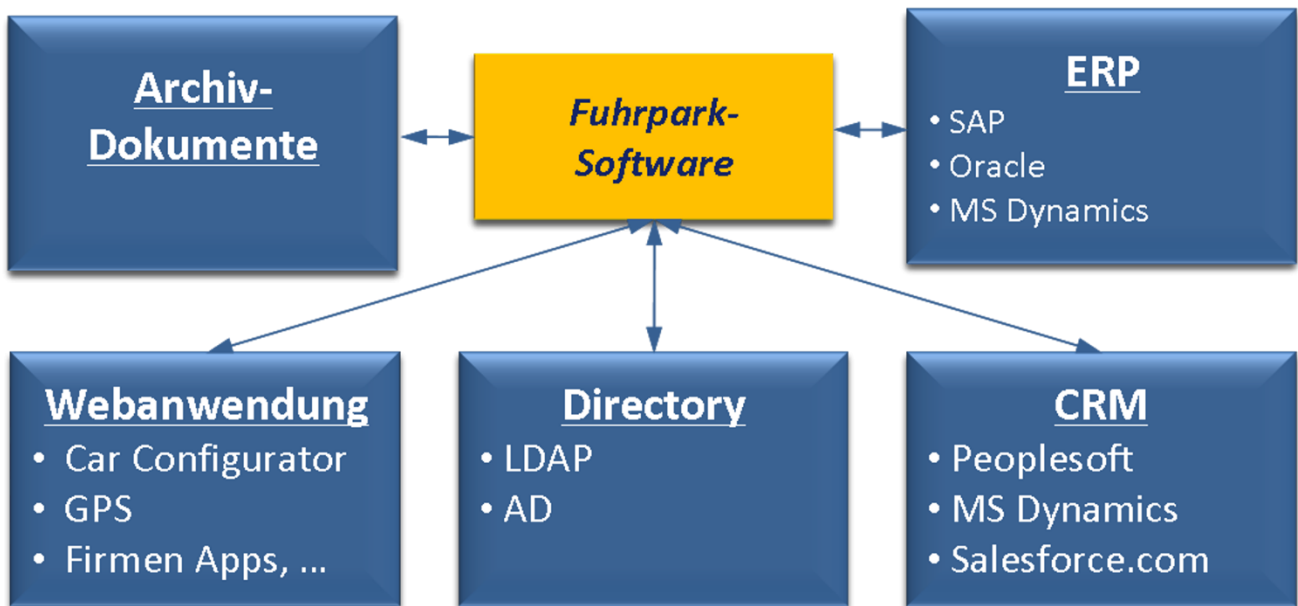 Archiv-
Dokumente
Fuhrpark-
Software
ERP
• SAP
• Oracle
• MS Dynamics
Webanwendung
• Car Configurator
• GPS
• Firmen Apps, ...
Directory
• LDAP
• AD
CRM
• Peoplesoft
• MS Dynamics
• Salesforce.com